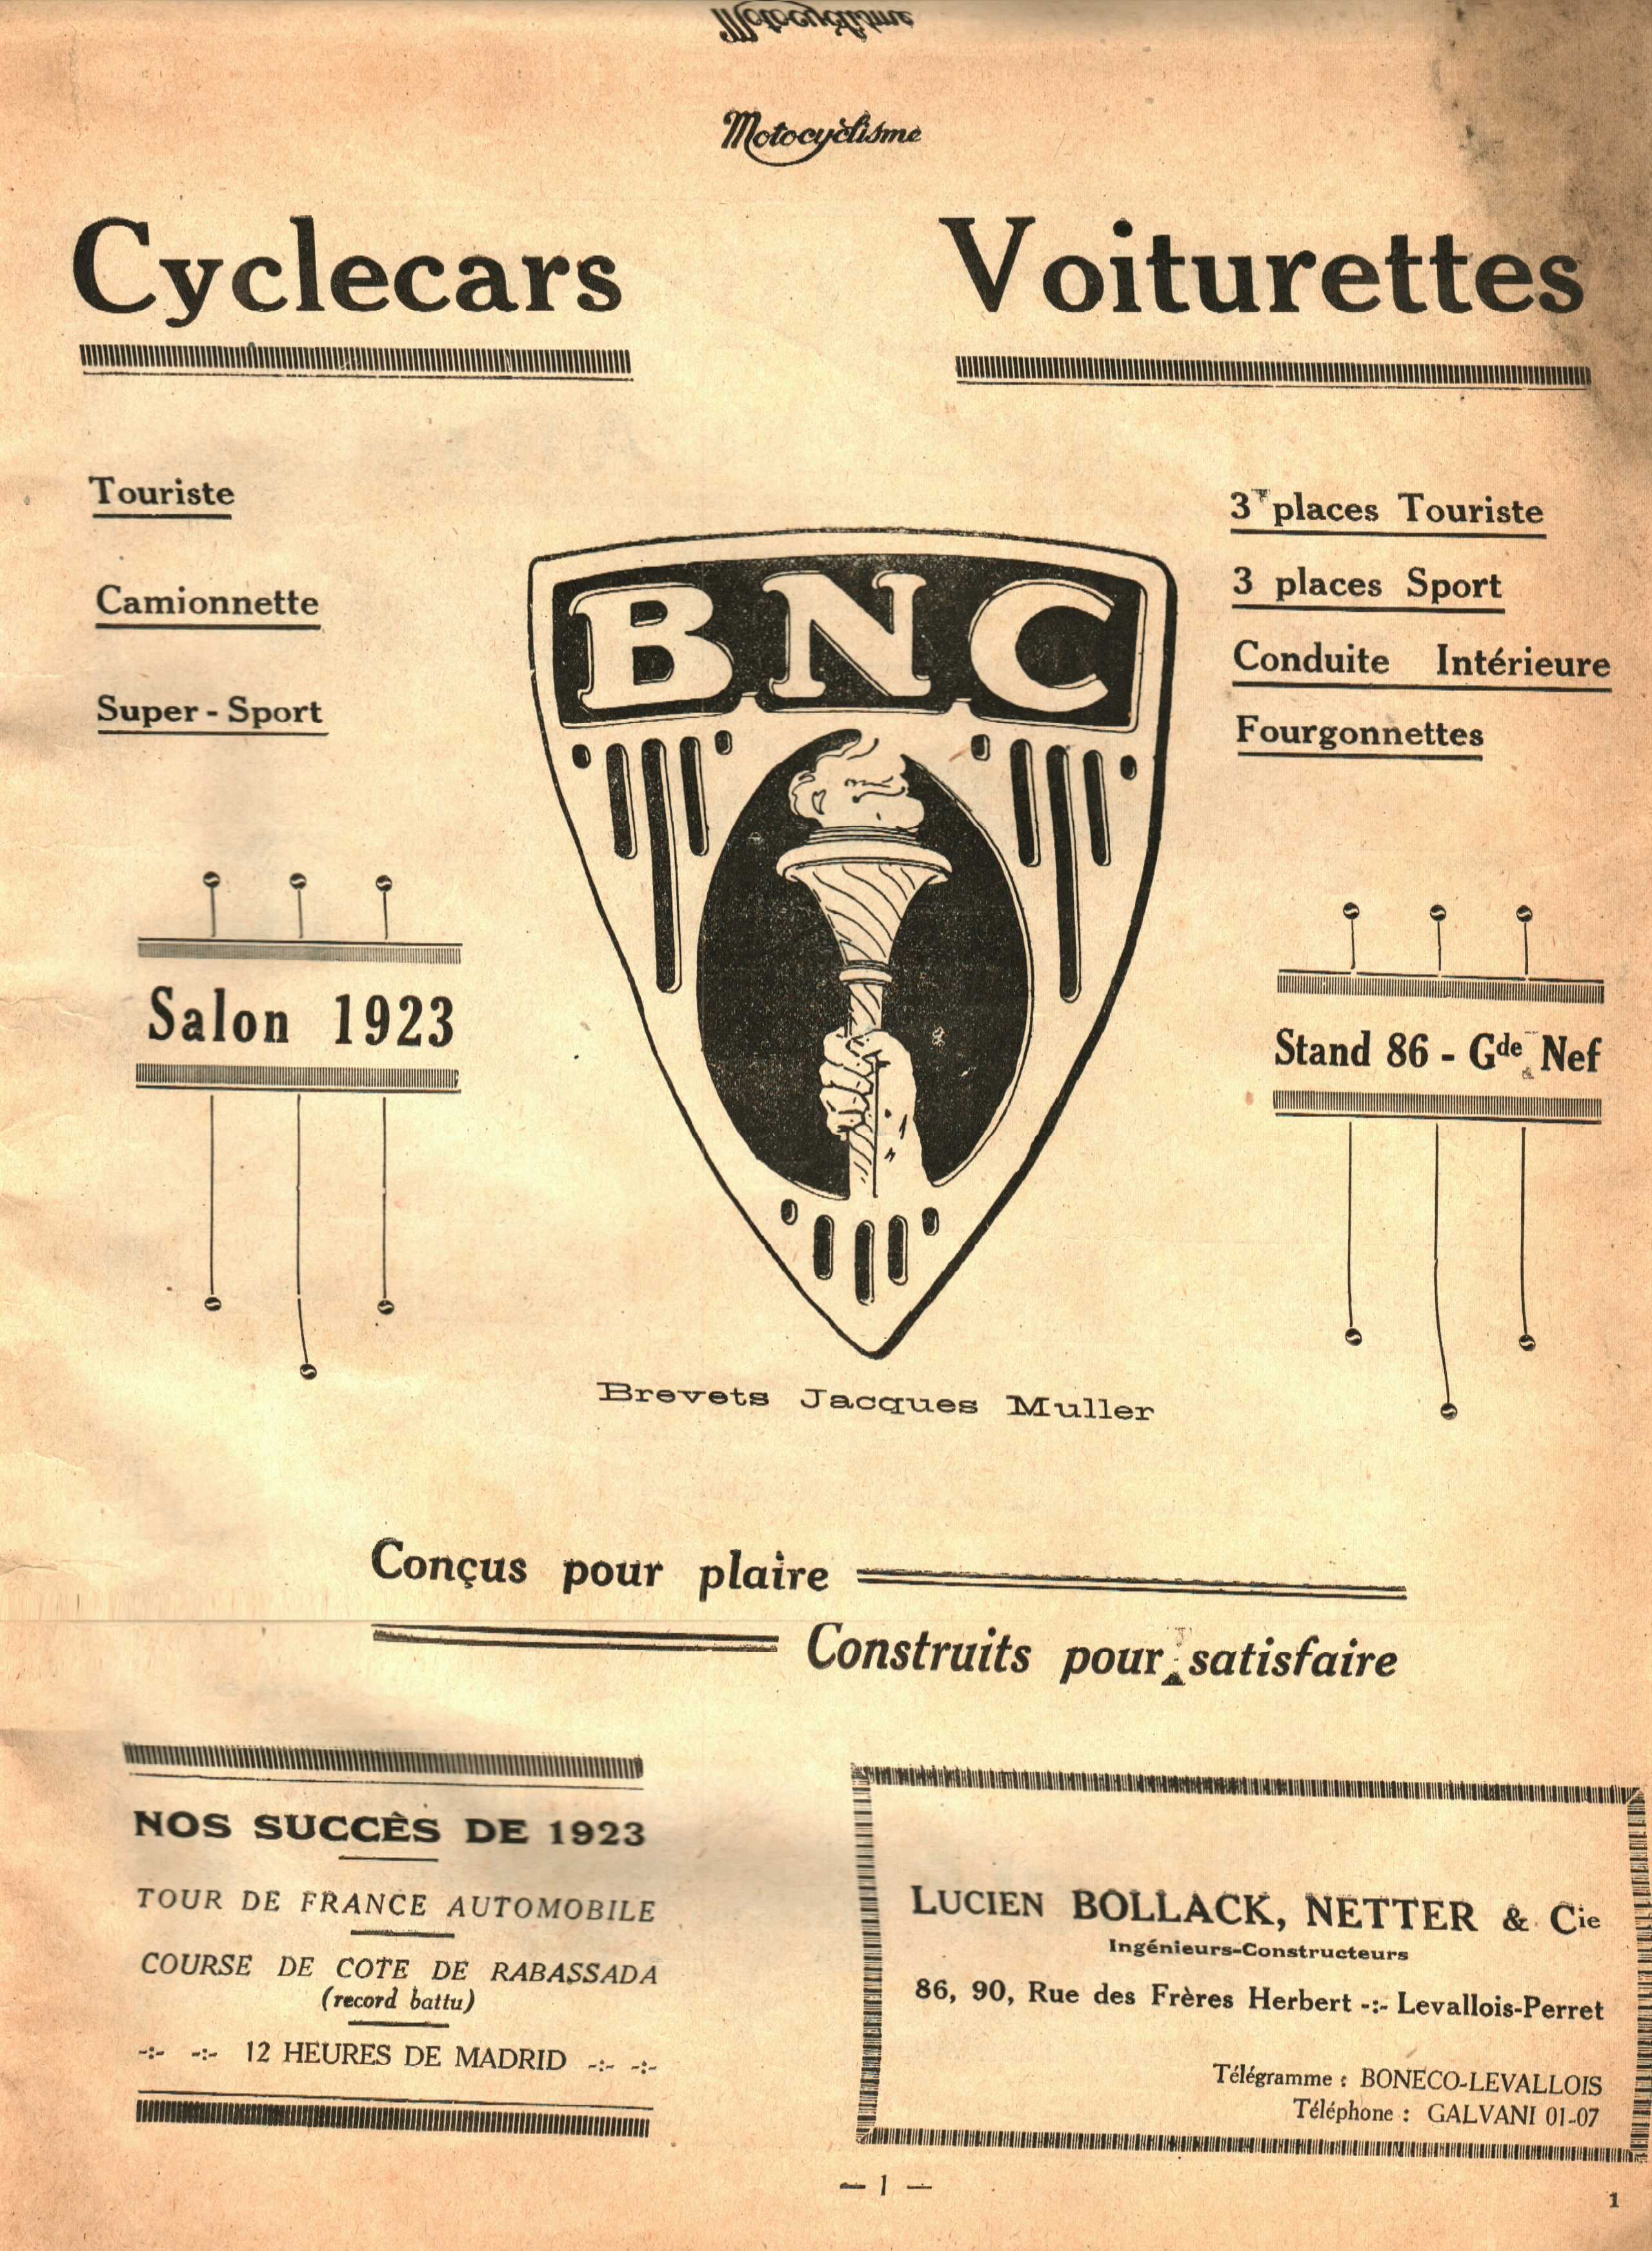 Motocyclisme
Motocyclisme
Cyclecars
Voiturettes
Touriste
Camionnette
Super-Sport
3 places Touriste
3 places Sport
Conduite Intérieure
Fourgonnettes
BNC
Salon 1923
Stand 86 - Gde Nef
Brevets Jacques Muller
Conçus pour plaire
Construits pour satisfaire
NOS SUCCÈS DE 1923
TOUR DE FRANCE AUTOMOBILE
COURSE DE COTE DE RABASSADA
(record battu)
-:- -:- 12 HEURES DE MADRID -:- -:-
LUCIEN BOLLACK, NETTER & Cie
Ingénieurs-Constructeurs
86, 90, Rue des Frères Herbert -:- Levallois-Perret
Télégramme : BONECO-LEVALLOIS
Téléphone : GALVANI 01-07
— 1 —
1